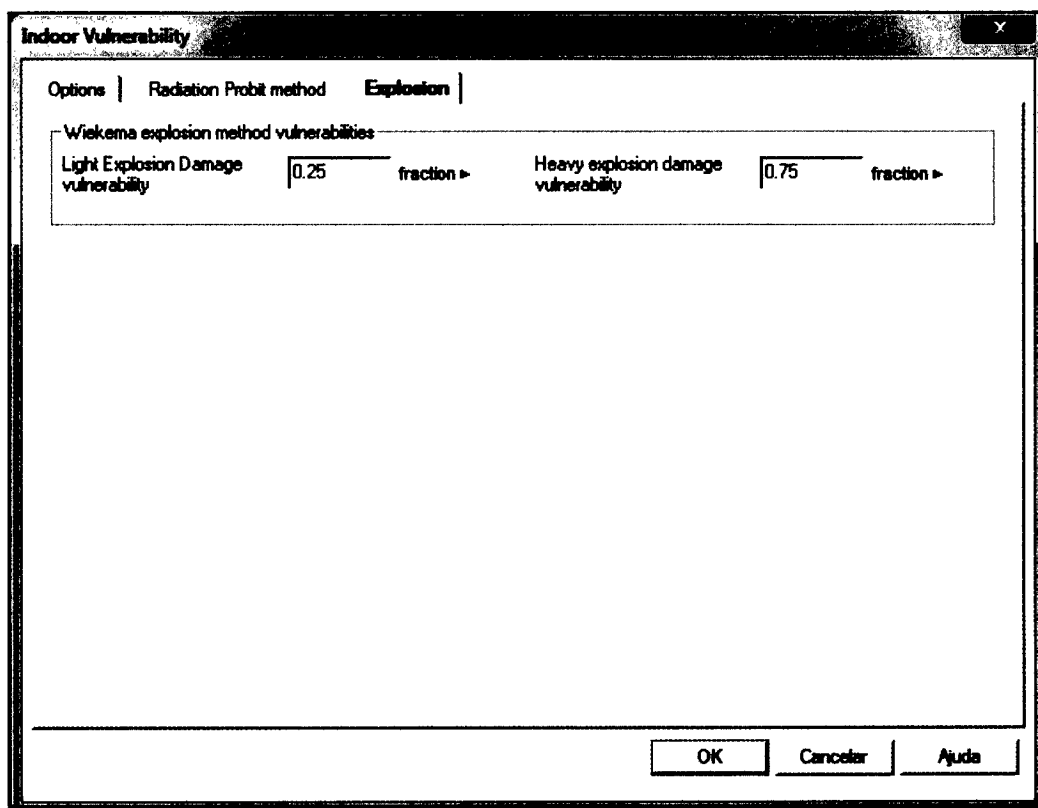 Indoor Vulnerability
x
Options Radiation Probit method Explosion
Wiekema explosion method vulnerabilities
Light Explosion Damage vulnerability 0.25 fraction Heavy explosion damage vulnerability 0.75 fraction
OK Cancelar Ajuda